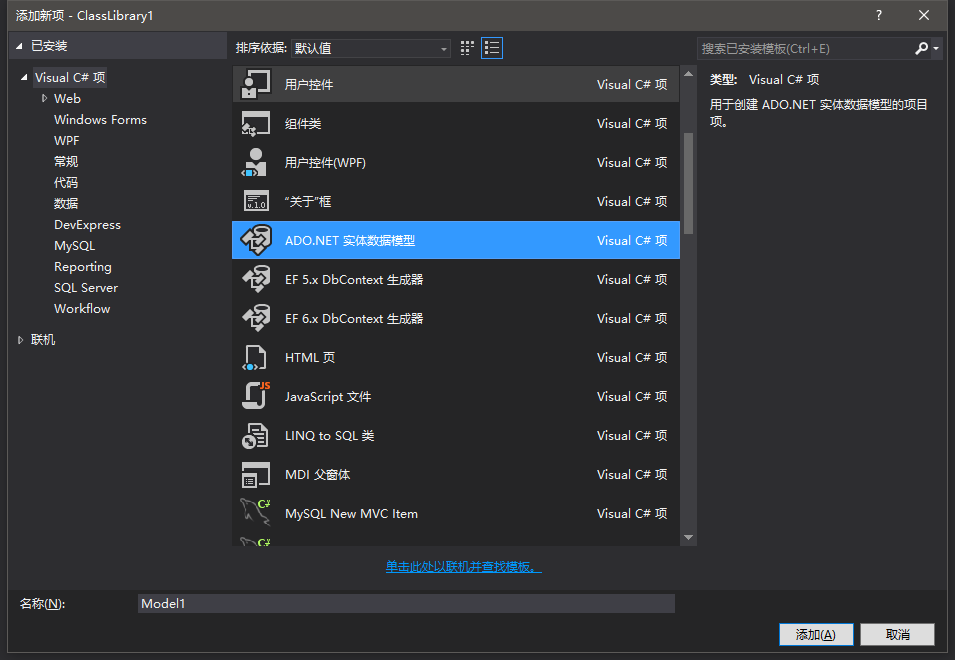 添加新项 - ClassLibrary1
?
已安装
排序依据: 默认值
搜索已安装模板(Ctrl+E)
Visual C# 项
Web
Windows Forms
WPF
常规
代码
数据
DevExpress
MySQL
Reporting
SQL Server
Workflow
联机
用户控件 Visual C# 项
组件类 Visual C# 项
用户控件(WPF) Visual C# 项
v.1.0
“关于”框 Visual C# 项
ADO.NET 实体数据模型 Visual C# 项
EF 5.x DbContext 生成器 Visual C# 项
EF 6.x DbContext 生成器 Visual C# 项
HTML 页 Visual C# 项
JS
JavaScript 文件 Visual C# 项
LINQ to SQL 类 Visual C# 项
MDI 父窗体 Visual C# 项
C#
MySQL New MVC Item Visual C# 项
C#
类型: Visual C# 项
用于创建 ADO.NET 实体数据模型的项目
项。
单击此处以联机并查找模板。
名称(N): Model1
添加(A) 取消